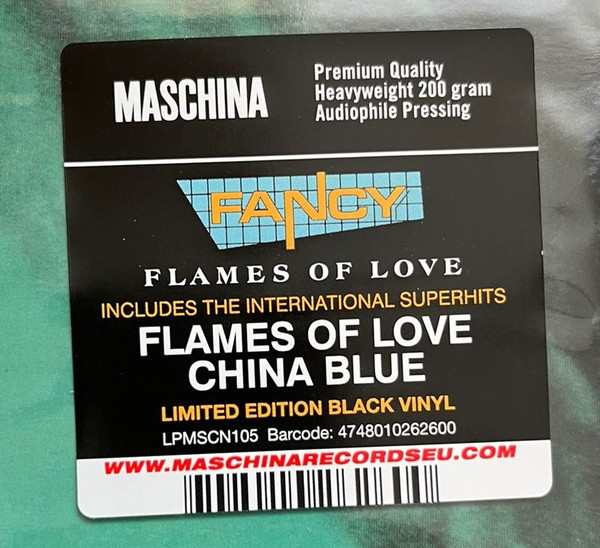 MASCHINA
Premium Quality
Heavyweight 200 gram
Audiophile Pressing
FANCY
FLAMES OF LOVE
INCLUDES THE INTERNATIONAL SUPERHITS
FLAMES OF LOVE
CHINA BLUE
LIMITED EDITION BLACK VINYL
LPMSCN105 Barcode: 4748010262600
WWW.MASCHINARECORDSEU.COM